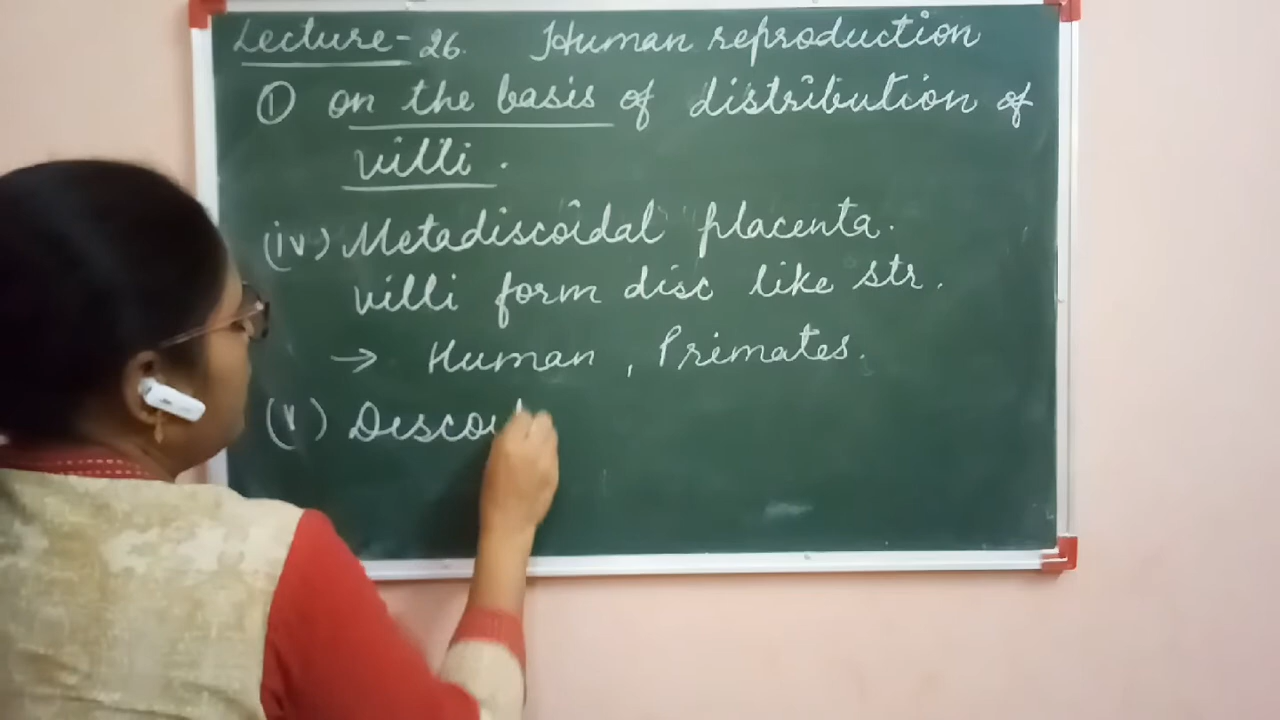 Lecture-26. Human reproduction
① on the basis of distribution of
villi.
(iv) Metadiscoidal placenta.
villi form disc like str.
→ Human, Primates.
(v) Discoi